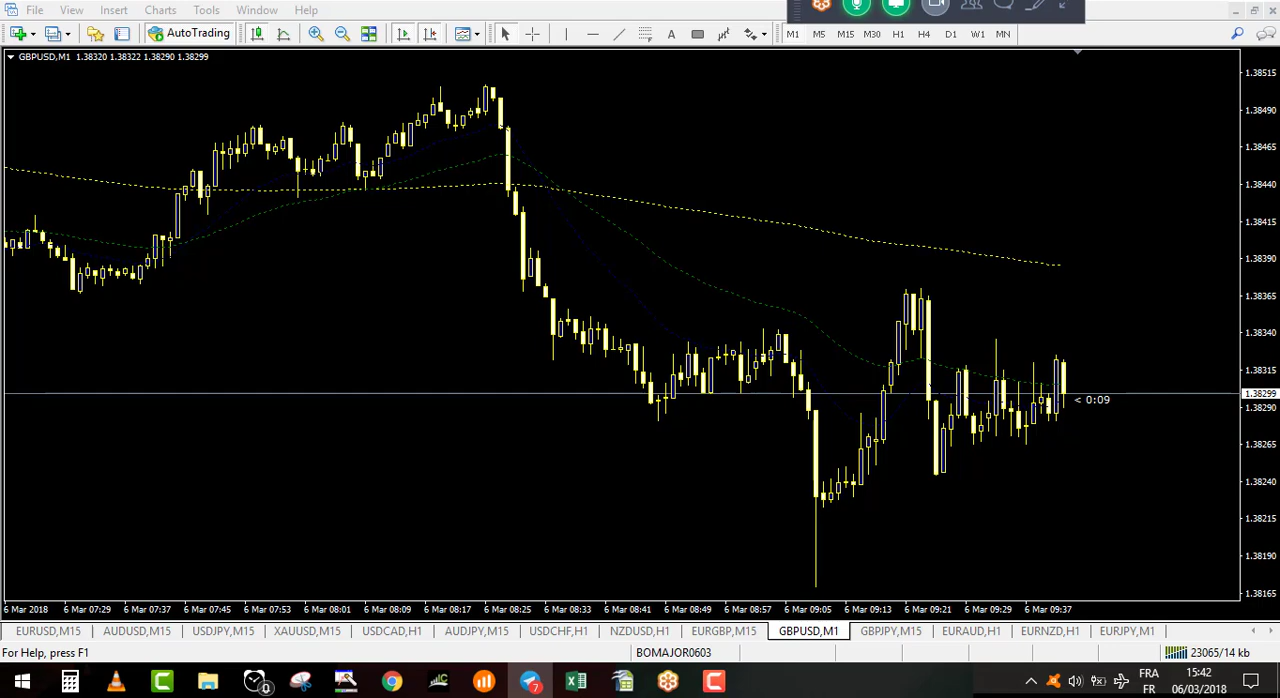 File View Insert Charts Tools Window Help
AutoTrading A M1 M5 M15 M30 H1 H4 D1 W1 MN
GBPUSD,M1 1.38320 1.38322 1.38290 1.38299
1.38515
1.38490
1.38465
1.38440
1.38415
1.38390
1.38365
1.38340
1.38315
1.38299
< 0:09
1.38290
1.38265
1.38240
1.38215
1.38190
1.38165
6 Mar 2018 6 Mar 07:29 6 Mar 07:37 6 Mar 07:45 6 Mar 07:53 6 Mar 08:01 6 Mar 08:09 6 Mar 08:17 6 Mar 08:25 6 Mar 08:33 6 Mar 08:41 6 Mar 08:49 6 Mar 08:57 6 Mar 09:05 6 Mar 09:13 6 Mar 09:21 6 Mar 09:29 6 Mar 09:37
EURUSD,M15 AUDUSD,M15 USDJPY,M15 XAUUSD,M15 USDCAD,H1 AUDJPY,M15 USDCHF,H1 NZDUSD,H1 EURGBP,M15 GBPUSD,M1 GBPJPY,M15 EURAUD,H1 EURNZD,H1 EURJPY,M1
For Help, press F1 BOMAJOR0603 23065/14 kb
0 7 FRA 15:42
FR 06/03/2018